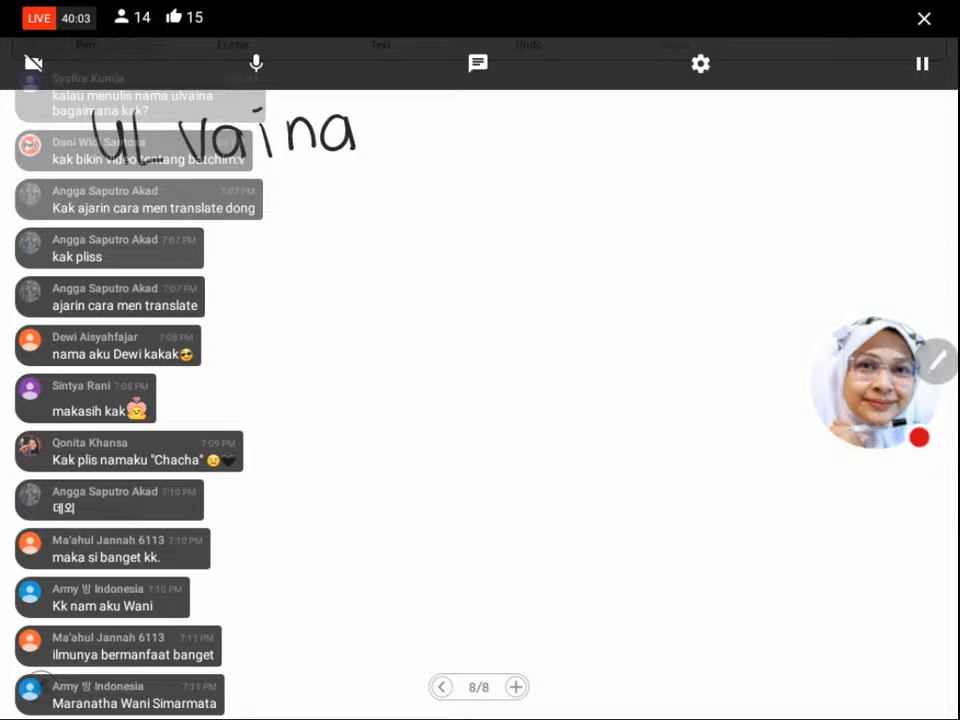 LIVE 40:03 14 15
Pen Eraser Text Undo
Syafira Kurnia
kalau menulis nama ulvaina
bagaimana kak?
ul vaina
Dani Wid Santosa
kak bikin video tentang batchim:v
Angga Saputro Akad 7:07 PM
Kak ajarin cara men translate dong
Angga Saputro Akad 7:07 PM
kak pliss
Angga Saputro Akad 7:07 PM
ajarin cara men translate
Dewi Aisyahfajar 7:08 PM
nama aku Dewi kakak😎
Sintya Rani 7:08 PM
makasih kak
Qonita Khansa 7:09 PM
Kak plis namaku "Chacha" 😢🖤
Angga Saputro Akad 7:10 PM
데외
Ma'ahul Jannah 6113 7:10 PM
maka si banget kk.
Army 방 Indonesia 7:10 PM
Kk nam aku Wani
Ma'ahul Jannah 6113 7:11 PM
ilmunya bermanfaat banget
Army 방 Indonesia 7:11 PM
Maranatha Wani Simarmata
8/8